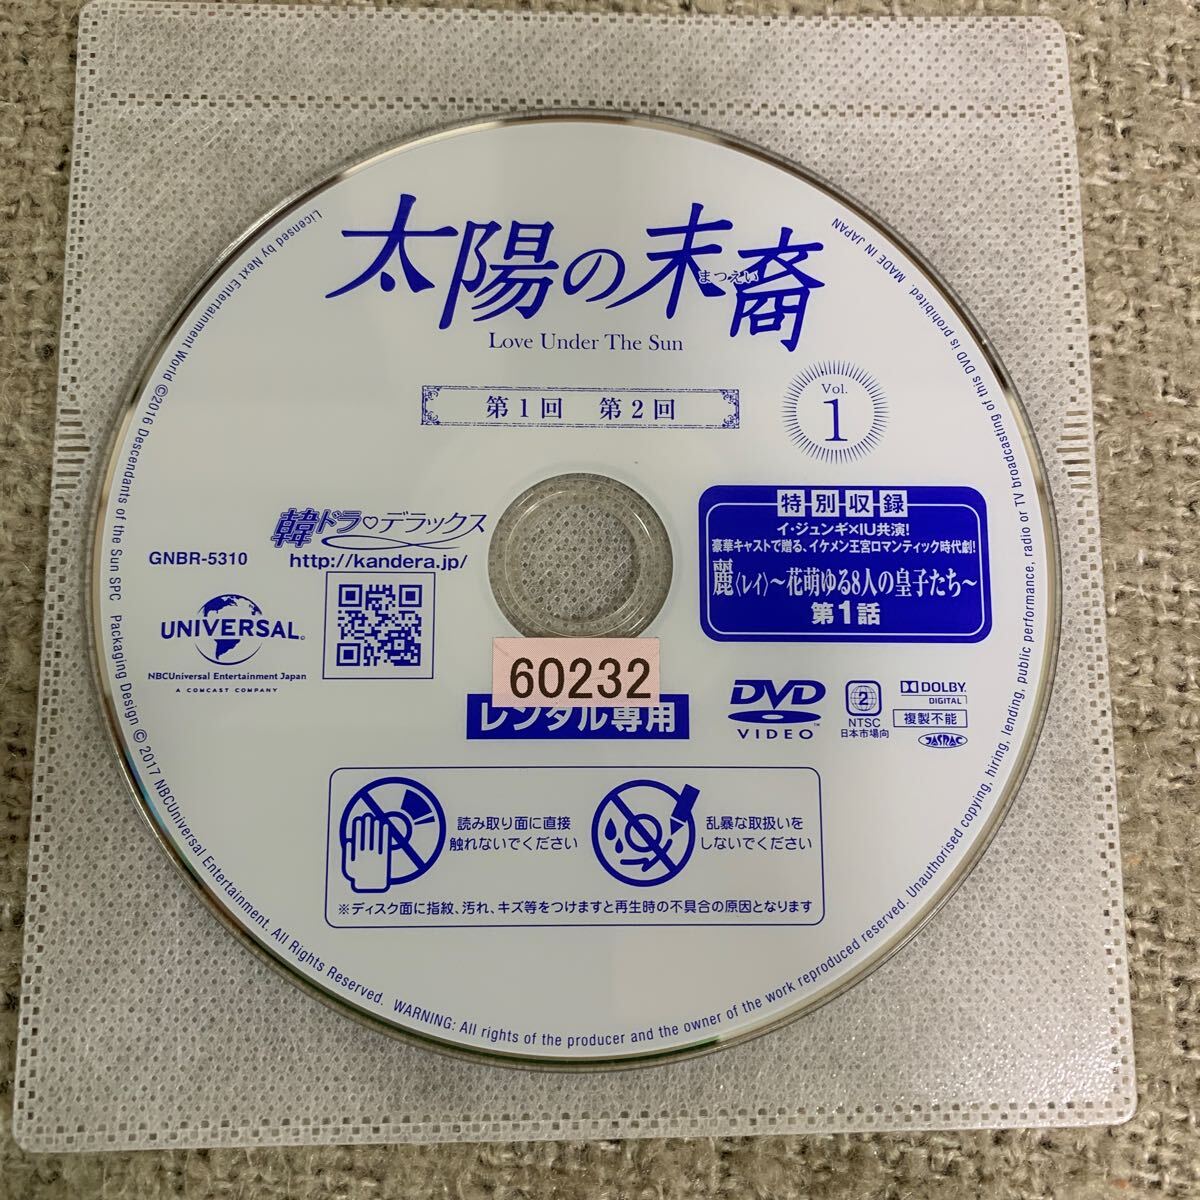 太陽の末裔
まつえい
Love Under The Sun
第1回 第2回
Vol.
1
特別収録
イ・ジュンギ×IU共演!
豪華キャストで贈る、イケメン王宮ロマンティック時代劇!
麗〈レイ〉～花萌ゆる8人の皇子たち～
第1話
韓ドラ♡デラックス
http://kandera.jp/
GNBR-5310
UNIVERSAL
NBCUniversal Entertainment Japan
A COMCAST COMPANY
60232
レンタル専用
DVD
VIDEO™
2
NTSC
日本市場向
DOLBY
DIGITAL
複製不能
JASRAC
読み取り面に直接
触れないでください
乱暴な取扱いを
しないでください
※ディスク面に指紋、汚れ、キズ等をつけますと再生時の不具合の原因となります
Licensed by Next Entertainment World ©2016 Descendants of the Sun SPC Packaging Design © 2017 NBCUniversal Entertainment. All Rights Reserved. WARNING: All rights of the producer and the owner of the work reproduced reserved. Unauthorised copying, hiring, lending, public performance, radio or TV broadcasting of this DVD is prohibited. MADE IN JAPAN